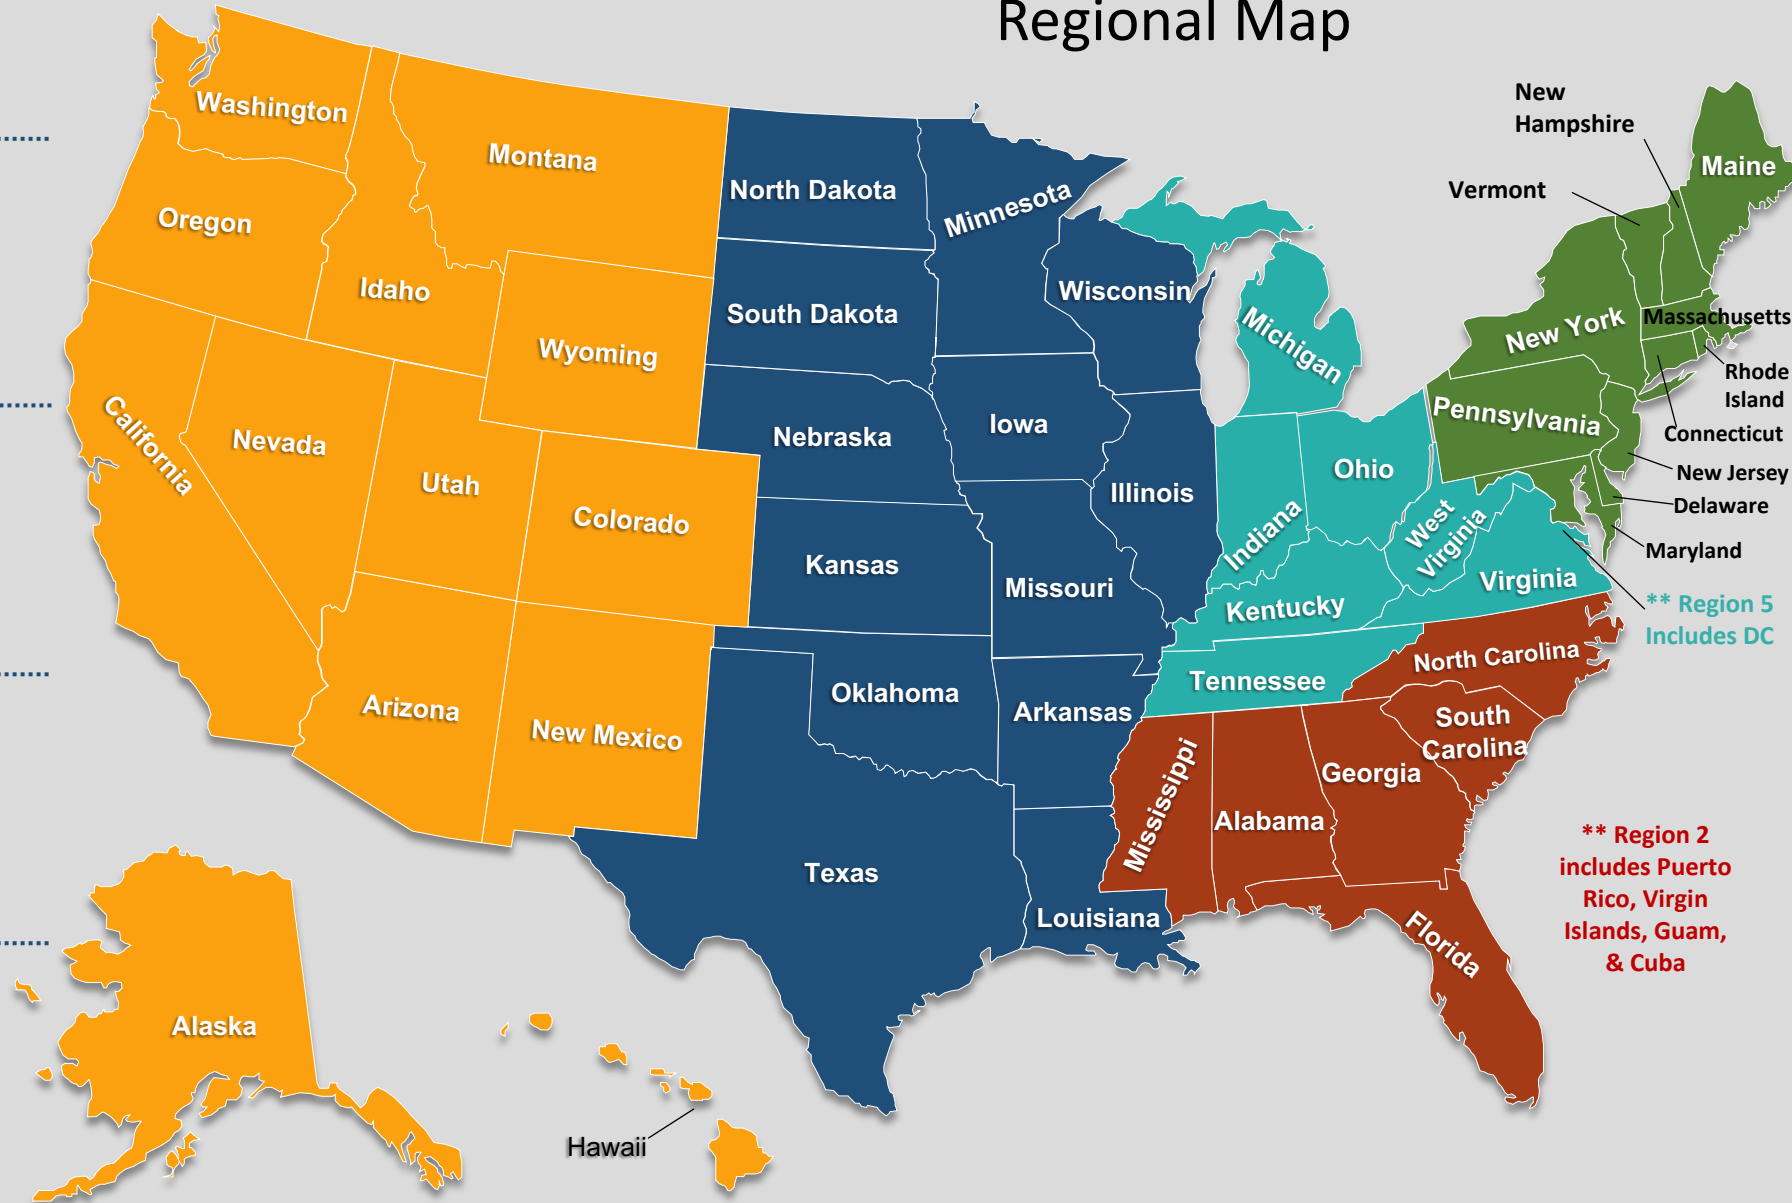 Regional Map
Washington
Montana
Oregon
Idaho
Wyoming
California
Nevada
Utah
Colorado
Arizona
New Mexico
Alaska
Hawaii
North Dakota
Minnesota
South Dakota
Wisconsin
Nebraska
Iowa
Illinois
Kansas
Missouri
Oklahoma
Arkansas
Texas
Louisiana
Michigan
Indiana
Ohio
West
Virginia
Kentucky
Virginia
Tennessee
** Region 5
Includes DC
North Carolina
South
Carolina
Georgia
Alabama
Mississippi
Florida
** Region 2
includes Puerto
Rico, Virgin
Islands, Guam,
& Cuba
New
Hampshire
Maine
Vermont
New York
Massachusetts
Rhode
Island
Pennsylvania
Connecticut
New Jersey
Delaware
Maryland